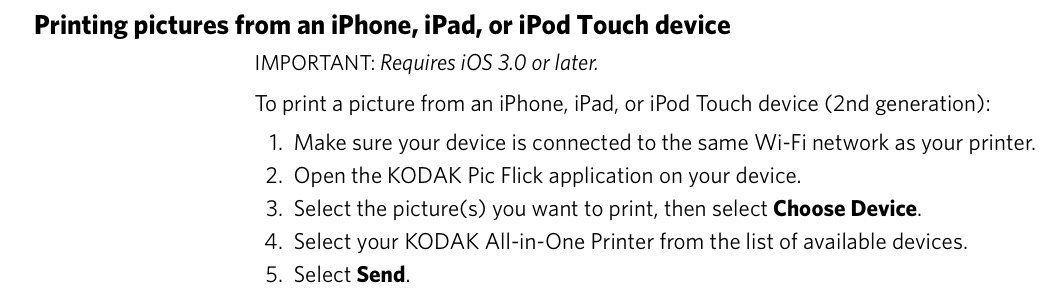 Printing pictures from an iPhone, iPad, or iPod Touch device
IMPORTANT: Requires iOS 3.0 or later.
To print a picture from an iPhone, iPad, or iPod Touch device (2nd generation):
1. Make sure your device is connected to the same Wi-Fi network as your printer.
2. Open the KODAK Pic Flick application on your device.
3. Select the picture(s) you want to print, then select Choose Device.
4. Select your KODAK All-in-One Printer from the list of available devices.
5. Select Send.